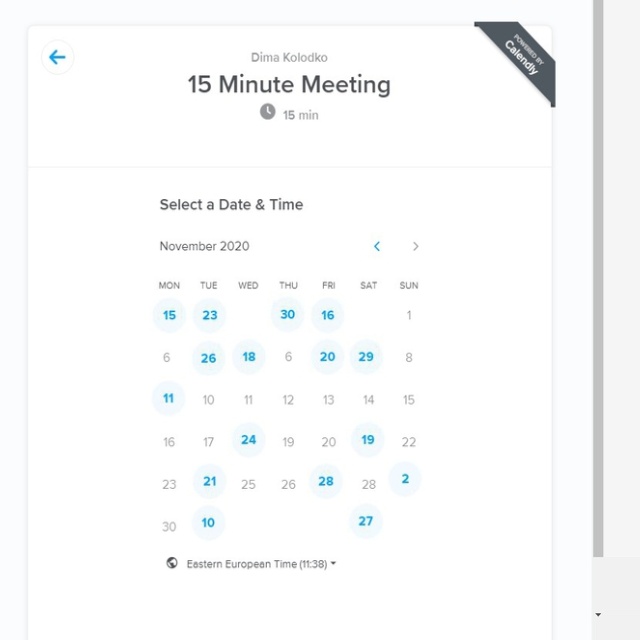 Dima Kolodko
15 Minute Meeting
15 min
POWERED BY
Calendly
Select a Date & Time
November 2020
MON TUE WED THU FRI SAT SUN
15 23 30 16 1
6 26 18 6 20 29 8
11 10 11 12 13 14 15
16 17 24 19 20 19 22
23 21 25 26 28 28 2
30 10 27
Eastern European Time (11:38)